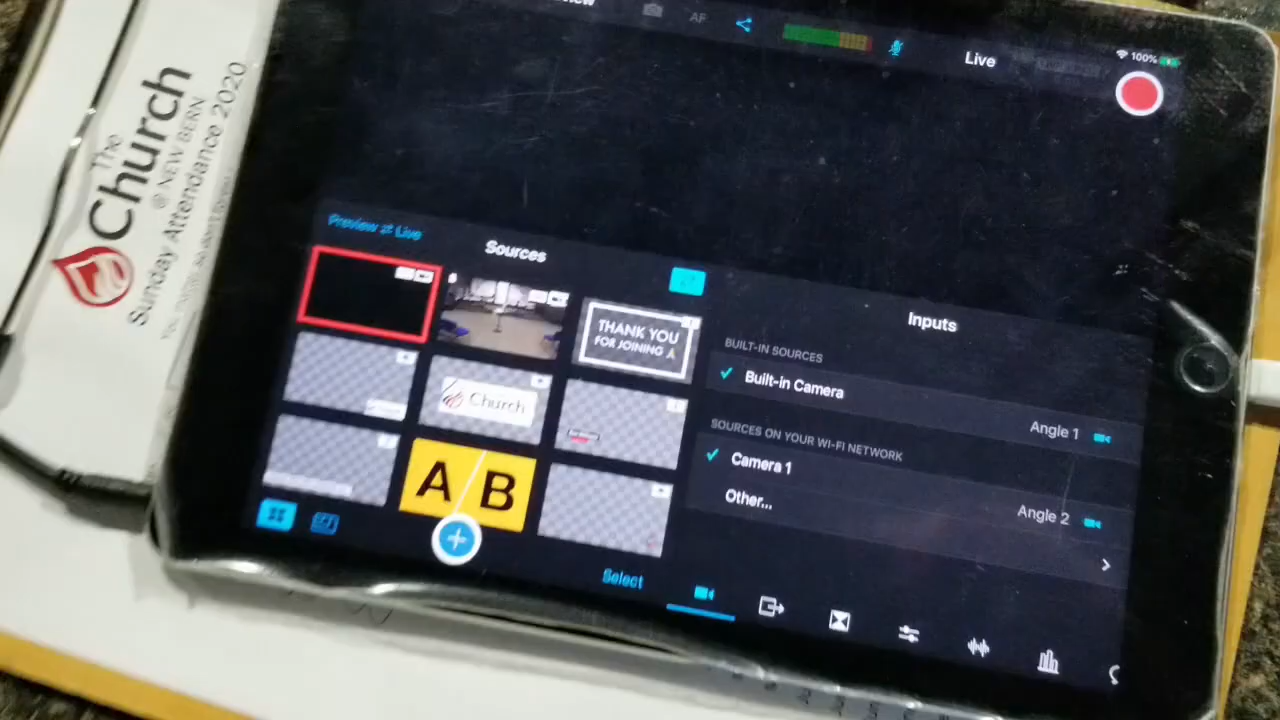 The
Church
@ NEW BERN
Sunday Attendance 2020
AF
Live
100%
Preview ⇄ Live
Sources
THANK YOU
FOR JOINING
Church
A B
Select
Inputs
BUILT-IN SOURCES
Built-in Camera
Angle 1
SOURCES ON YOUR WI-FI NETWORK
Camera 1
Angle 2
Other...